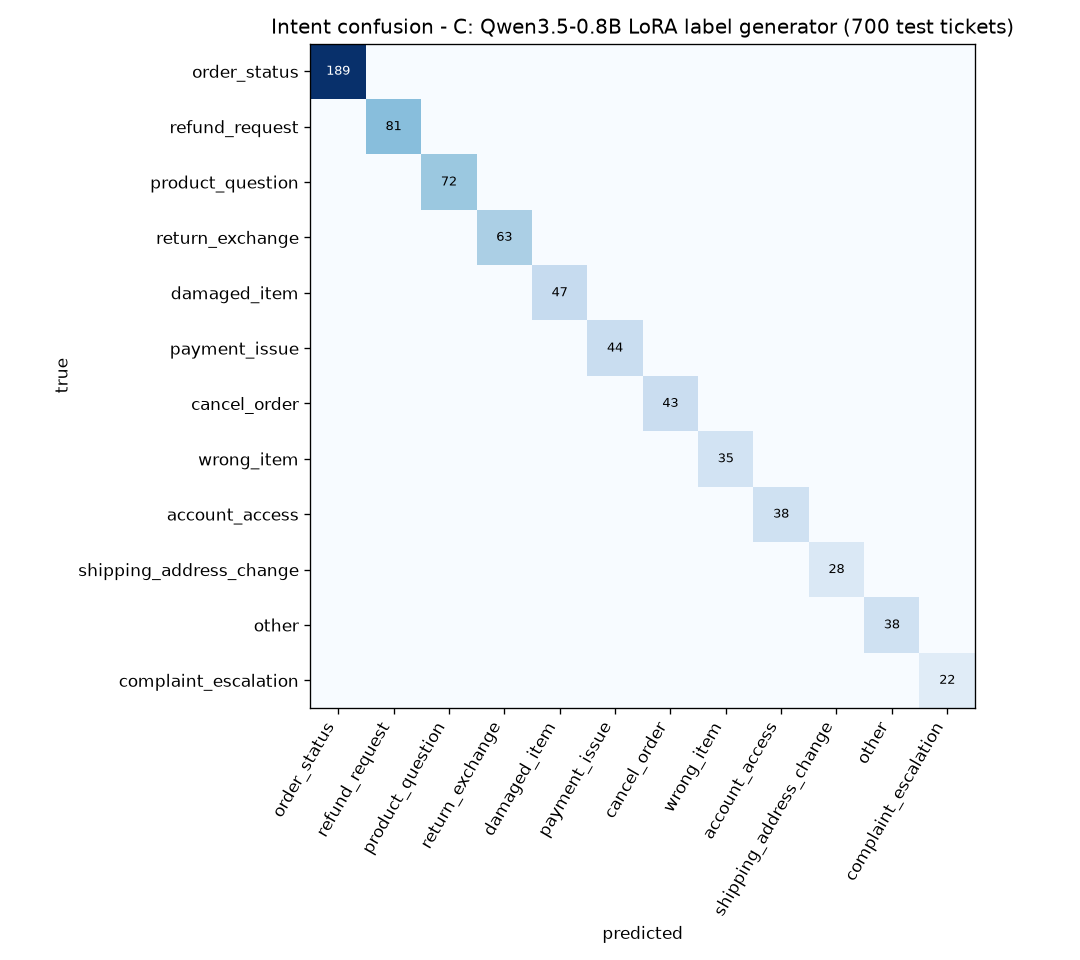 Intent confusion - C: Qwen3.5-0.8B LoRA label generator (700 test tickets)
order_status 189
refund_request 81
product_question 72
return_exchange 63
damaged_item 47
payment_issue 44
cancel_order 43
wrong_item 35
account_access 38
shipping_address_change 28
other 38
complaint_escalation 22
true
order_status
refund_request
product_question
return_exchange
damaged_item
payment_issue
cancel_order
wrong_item
account_access
shipping_address_change
other
complaint_escalation
predicted